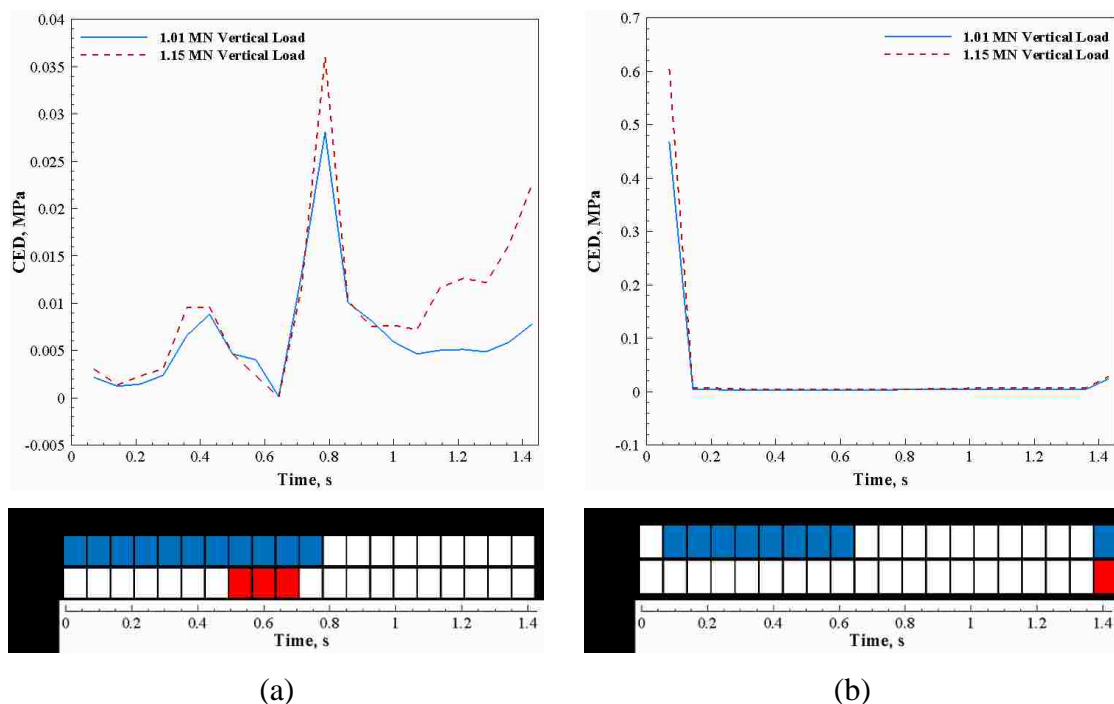 0.04
0.035
0.03
0.025
0.02
0.015
0.01
0.005
0
-0.005
CED, MPa
1.01 MN Vertical Load
1.15 MN Vertical Load
0 0.2 0.4 0.6 0.8 1 1.2 1.4
Time, s
0 0.2 0.4 0.6 0.8 1 1.2 1.4
Time, s
(a)
0.7
0.6
0.5
0.4
0.3
0.2
0.1
0
-0.1
CED, MPa
1.01 MN Vertical Load
1.15 MN Vertical Load
0 0.2 0.4 0.6 0.8 1 1.2 1.4
Time, s
0 0.2 0.4 0.6 0.8 1 1.2 1.4
Time, s
(b)